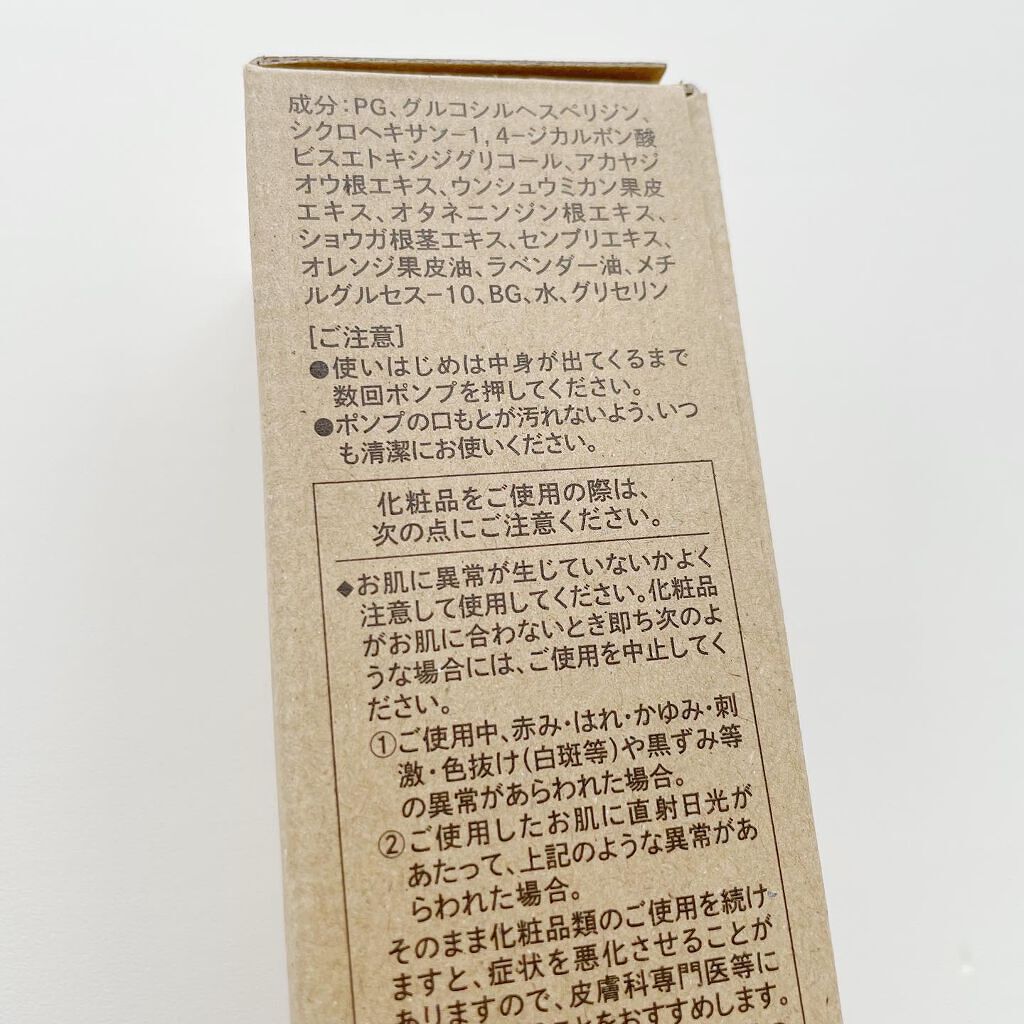 成分：PG、グルコシルヘスペリジン、
シクロヘキサン-1,4-ジカルボン酸
ビスエトキシジグリコール、アカヤジ
オウ根エキス、ウンシュウミカン果皮
エキス、オタネニンジン根エキス、
ショウガ根茎エキス、センブリエキス、
オレンジ果皮油、ラベンダー油、メチ
ルグルセス-10、BG、水、グリセリン
［ご注意］
●使いはじめは中身が出てくるまで
数回ポンプを押してください。
●ポンプの口もとが汚れないよう、いつ
も清潔にお使いください。
化粧品をご使用の際は、
次の点にご注意ください。
◆お肌に異常が生じていないかよく
注意して使用してください。化粧品
がお肌に合わないとき即ち次のよ
うな場合には、ご使用を中止してく
ださい。
①ご使用中、赤み・はれ・かゆみ・刺
激・色抜け(白斑等)や黒ずみ等
の異常があらわれた場合。
②ご使用したお肌に直射日光が
あたって、上記のような異常があ
らわれた場合。
そのまま化粧品類のご使用を続け
ますと、症状を悪化させることが
ありますので、皮膚科専門医等に
ことをおすすめします。